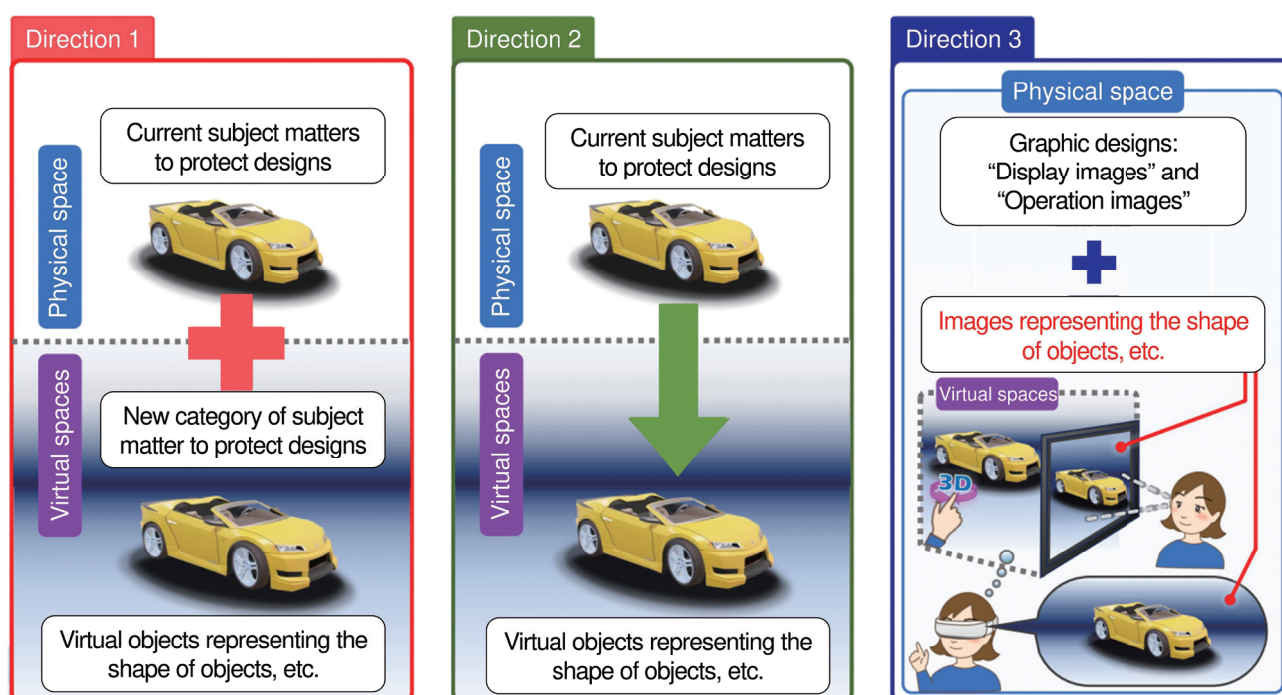 Direction 1
Physical space
Current subject matters
to protect designs
Virtual spaces
New category of subject
matter to protect designs
Virtual objects representing the
shape of objects, etc.
Direction 2
Physical space
Current subject matters
to protect designs
Virtual spaces
Virtual objects representing the
shape of objects, etc.
Direction 3
Physical space
Graphic designs:
“Display images” and
“Operation images”
Images representing the shape
of objects, etc.
Virtual spaces
3D